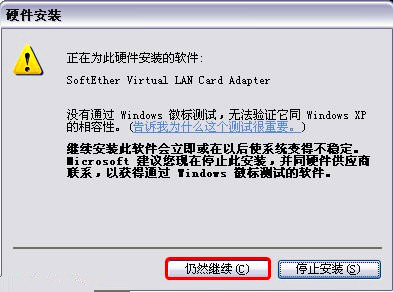 硬件安装
正在为此硬件安装的软件:
SoftEther Virtual LAN Card Adapter
没有通过 Windows 徽标测试，无法验证它同 Windows XP
的相容性。(告诉我为什么这个测试很重要。)
继续安装此软件会立即或在以后使系统变得不稳定。
Microsoft 建议您现在停止此安装，并同硬件供应商
联系，以获得通过 Windows 徽标测试的软件。
仍然继续(C) 停止安装(S)